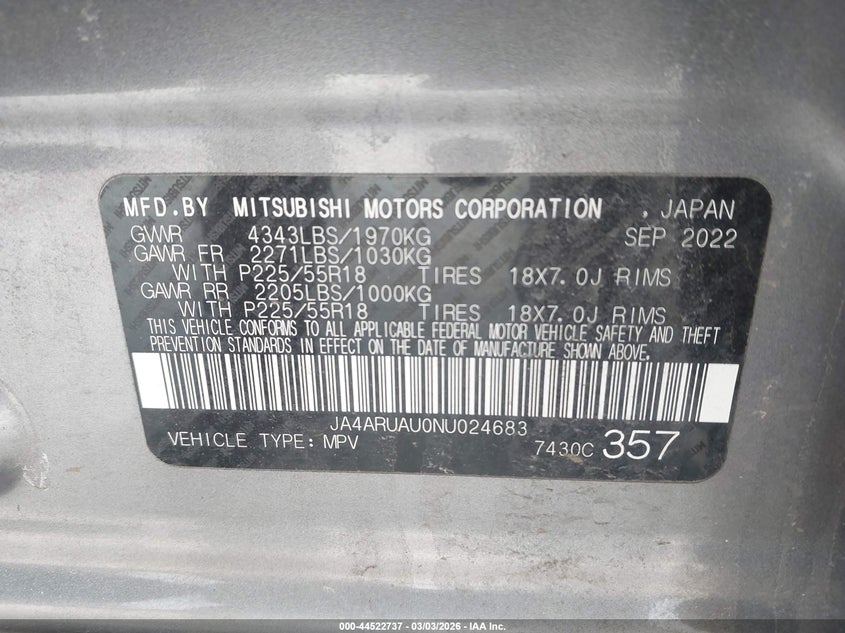 MFD.BY MITSUBISHI MOTORS CORPORATION . JAPAN
GVWR 4343LBS/1970KG SEP 2022
GAWR FR 2271LBS/1030KG
WITH P225/55R18 TIRES 18X7.0J RIMS
GAWR RR 2205LBS/1000KG
WITH P225/55R18 TIRES 18X7.0J RIMS
THIS VEHICLE CONFORMS TO ALL APPLICABLE FEDERAL MOTOR VEHICLE SAFETY AND THEFT
PREVENTION STANDARDS IN EFFECT ON THE DATE OF MANUFACTURE SHOWN ABOVE.
JA4ARUAU0NU024683
VEHICLE TYPE: MPV 7430C 357
000-44522737 - 03/03/2026 - IAA Inc.